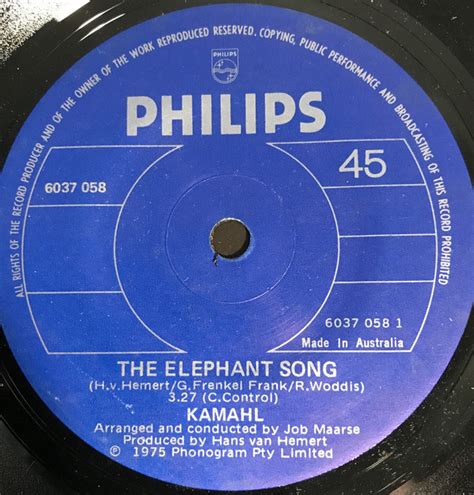 ALL RIGHTS OF THE RECORD PRODUCER AND OF THE OWNER OF THE WORK REPRODUCED RESERVED. COPYING, PUBLIC PERFORMANCE AND BROADCASTING OF THIS RECORD PROHIBITED
PHILIPS
PHILIPS
45
6037 058
6037 058 1
Made in Australia
THE ELEPHANT SONG
(H.v.Hemert/G.Frenkel Frank/R.Woddis)
3.27 (C.Control)
KAMAHL
Arranged and conducted by Job Maarse
Produced by Hans van Hemert
℗ 1975 Phonogram Pty Limited